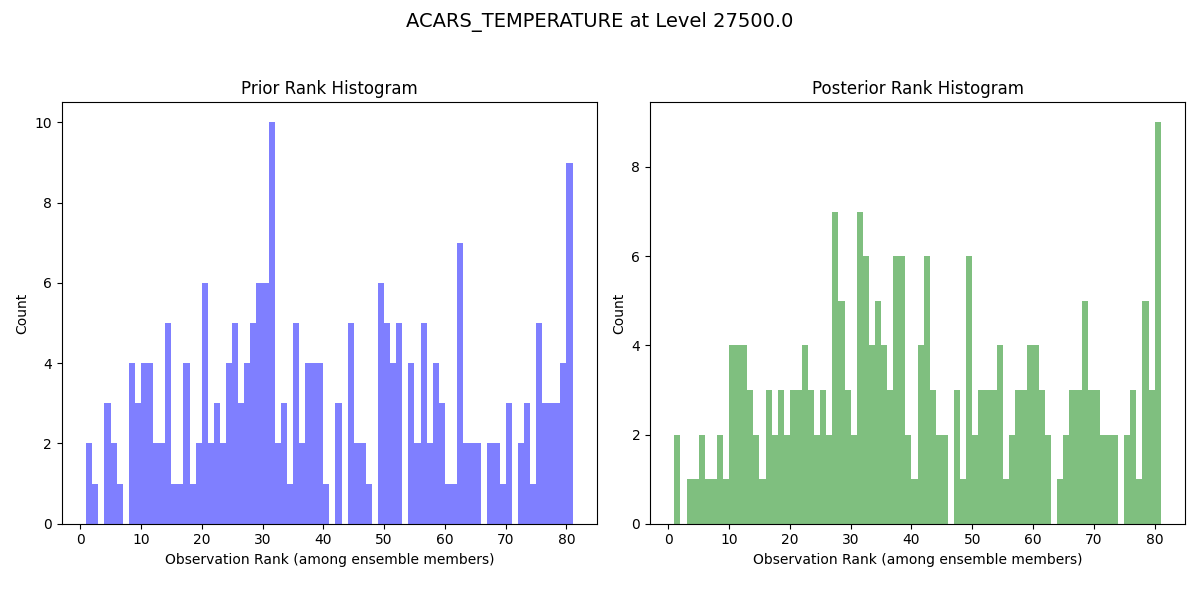 ACARS_TEMPERATURE at Level 27500.0
Prior Rank Histogram
Count
10
8
6
4
2
0
0 10 20 30 40 50 60 70 80
Observation Rank (among ensemble members)
Posterior Rank Histogram
Count
8
6
4
2
0
0 10 20 30 40 50 60 70 80
Observation Rank (among ensemble members)